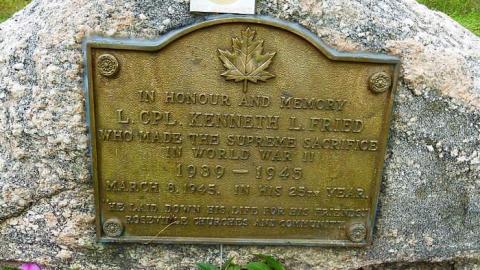 IN HONOUR AND MEMORY
L. CPL. KENNETH L. FRIED
WHO MADE THE SUPREME SACRIFICE
IN WORLD WAR II
1939 - 1945
MARCH 8, 1945. IN HIS 25TH YEAR.
"HE LAID DOWN HIS LIFE FOR HIS FRIENDS"
ROSEVILLE CHURCHES AND COMMUNITY